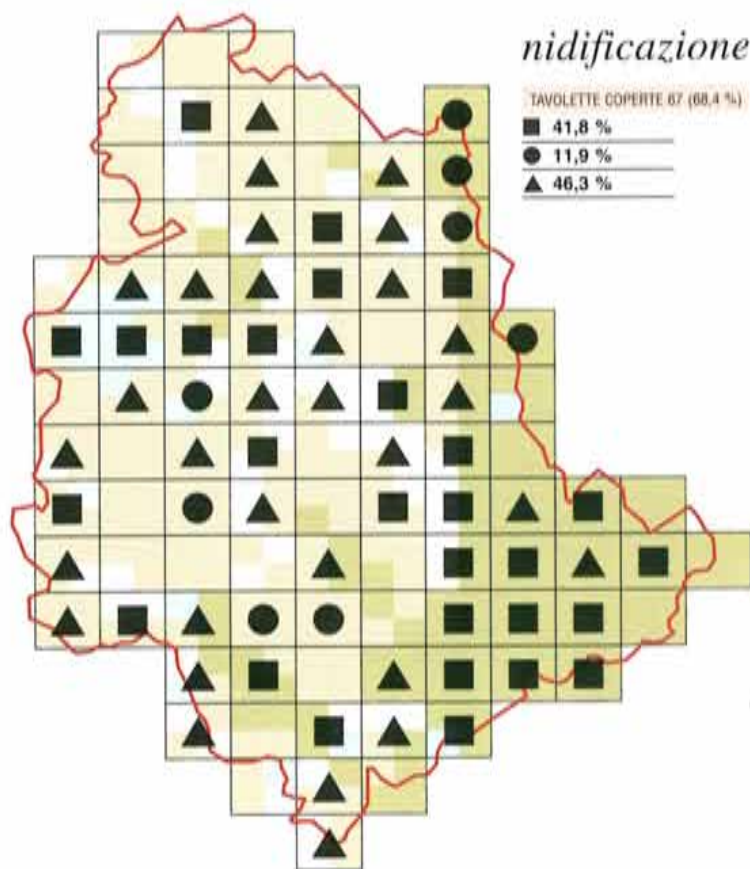 nidificazione
TAVOLETTE COPERTE 67 (68,4 %)
■ 41,8 %
● 11,9 %
▲ 46,3 %